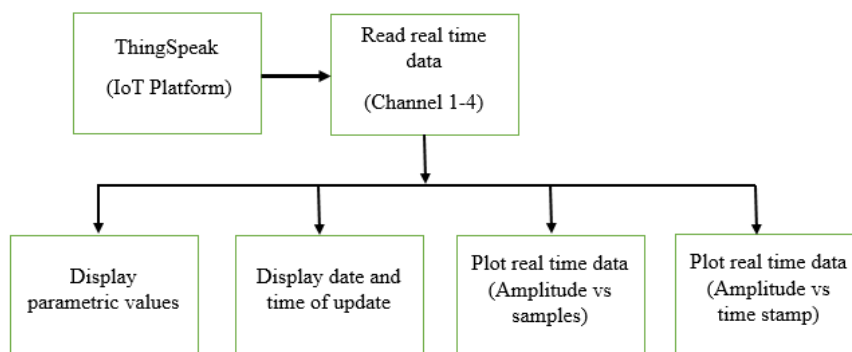 ThingSpeak
(IoT Platform)
Read real time
data
(Channel 1-4)
Display
parametric values
Display date and
time of update
Plot real time data
(Amplitude vs
samples)
Plot real time data
(Amplitude vs
time stamp)